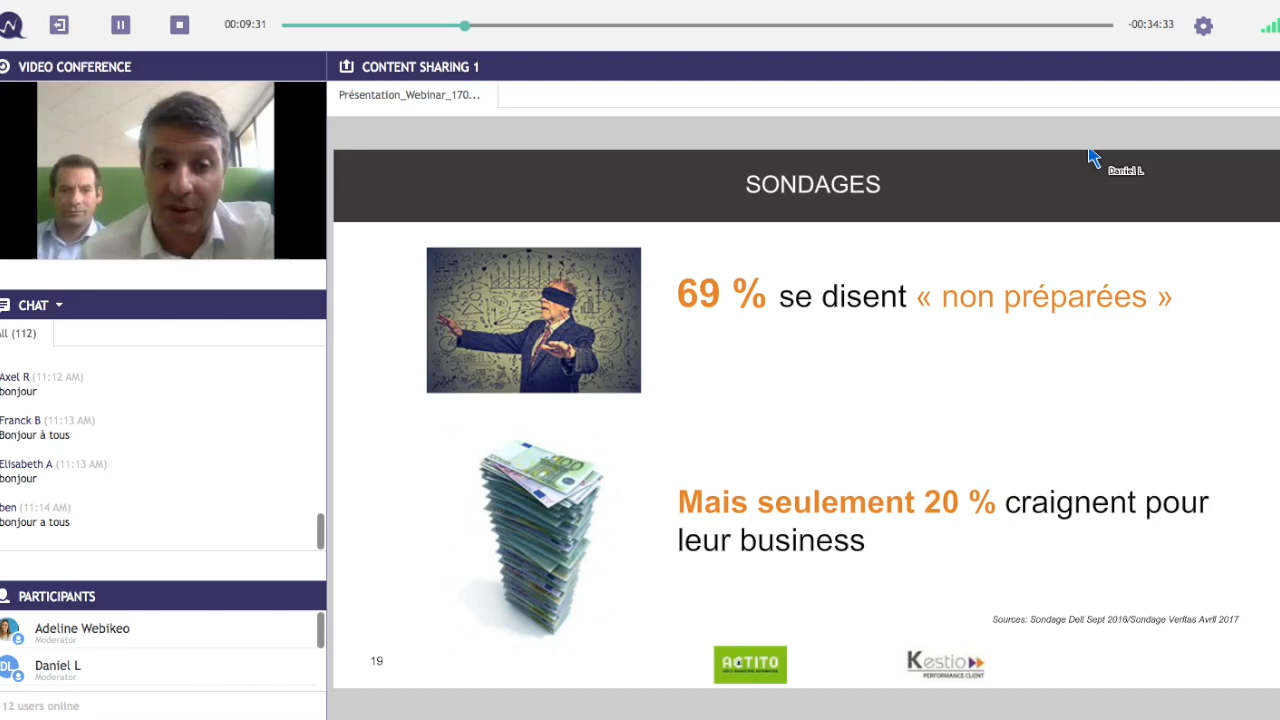 00:09:31
-00:34:33
VIDEO CONFERENCE
CHAT
All (112)
Axel R (11:12 AM)
bonjour
Franck B (11:13 AM)
Bonjour à tous
Elisabeth A (11:13 AM)
bonjour
ben (11:14 AM)
bonjour a tous
PARTICIPANTS
Adeline Webikeo
Moderator
DL
Daniel L
Moderator
12 users online
CONTENT SHARING 1
Présentation_Webinar_170...
Daniel L
SONDAGES
69 % se disent « non préparées »
100
Mais seulement 20 % craignent pour
leur business
Sources: Sondage Dell Sept 2016/Sondage Veritas Avril 2017
19
ACTITO
Kestio
PERFORMANCE CLIENT